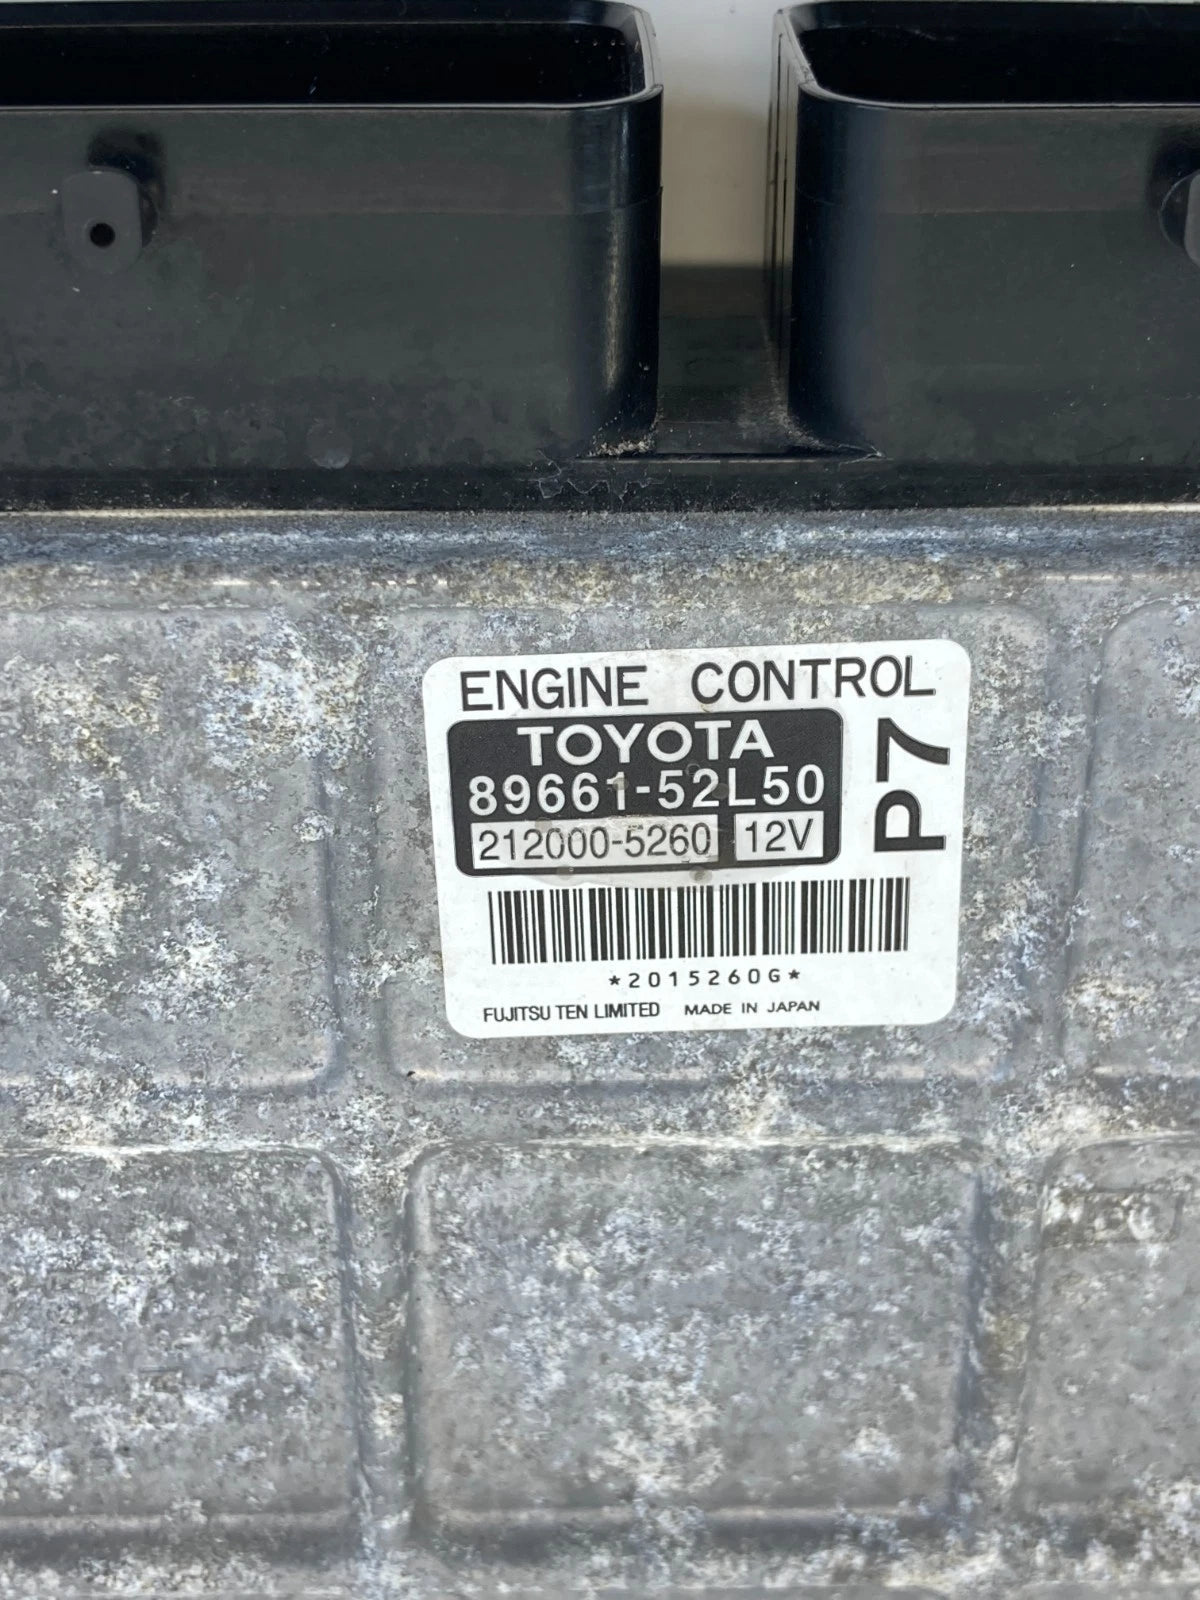 ENGINE CONTROL
TOYOTA
89661-52L50
212000-5260 12V
P7
*2015260G*
FUJITSU TEN LIMITED MADE IN JAPAN